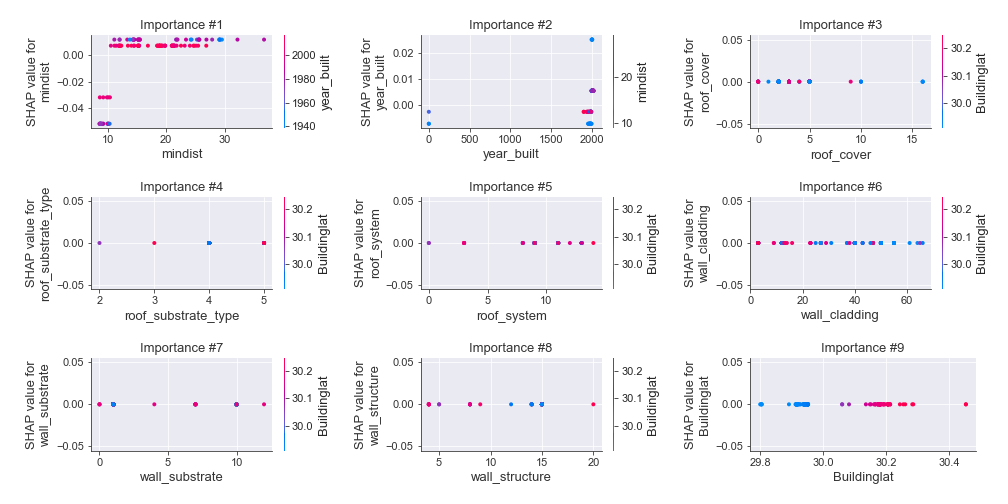 Importance #1
SHAP value for
mindist
0.00
−0.02
−0.04
10
20
30
mindist
2000
1980
1960
1940
year_built
Importance #2
SHAP value for
year_built
0.02
0.01
0.00
0
500
1000
1500
2000
year_built
20
10
mindist
Importance #3
SHAP value for
roof_cover
0.05
0.00
−0.05
0
5
10
15
roof_cover
30.2
30.1
30.0
Buildinglat
Importance #4
SHAP value for
roof_substrate_type
0.05
0.00
−0.05
2
3
4
5
roof_substrate_type
30.2
30.1
30.0
Buildinglat
Importance #5
SHAP value for
roof_system
0.05
0.00
−0.05
0
5
10
roof_system
30.2
30.1
30.0
Buildinglat
Importance #6
SHAP value for
wall_cladding
0.05
0.00
−0.05
0
20
40
60
wall_cladding
30.2
30.1
30.0
Buildinglat
Importance #7
SHAP value for
wall_substrate
0.05
0.00
−0.05
0
5
10
wall_substrate
30.2
30.1
30.0
Buildinglat
Importance #8
SHAP value for
wall_structure
0.05
0.00
−0.05
5
10
15
20
wall_structure
30.2
30.1
30.0
Buildinglat
Importance #9
SHAP value for
Buildinglat
0.05
0.00
−0.05
29.8
30.0
30.2
30.4
Buildinglat